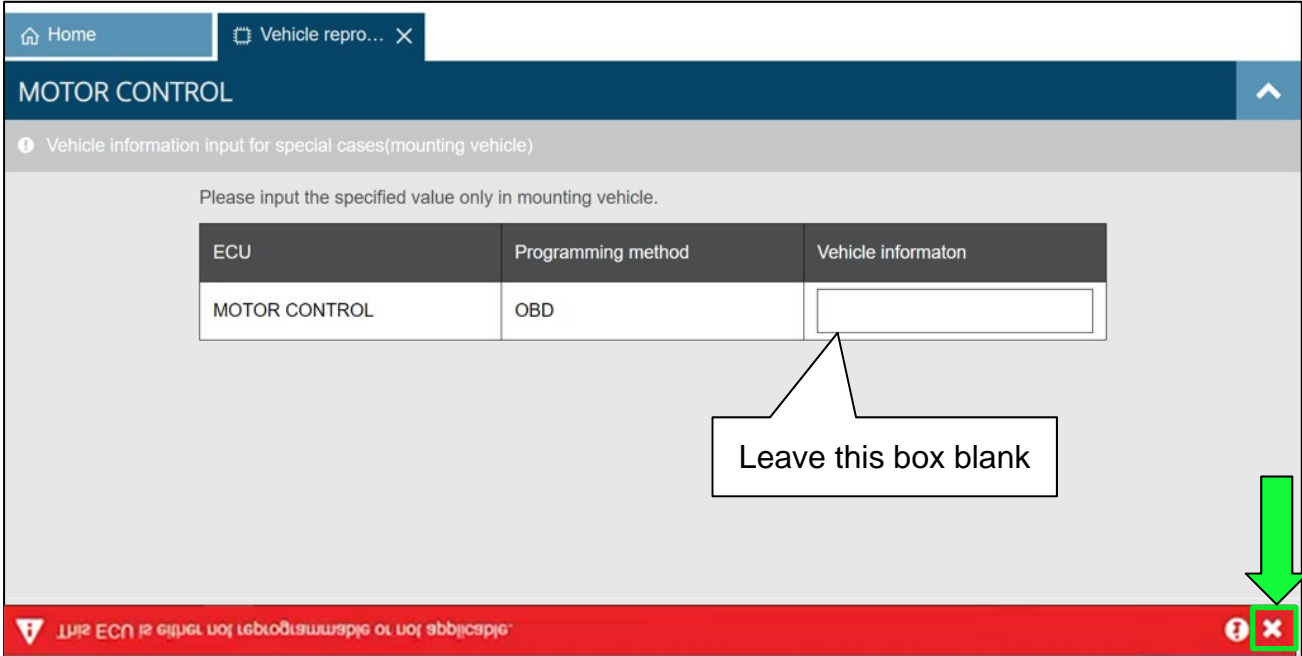 Home
Vehicle repro...
MOTOR CONTROL
Vehicle information input for special cases(mounting vehicle)
Please input the specified value only in mounting vehicle.
ECU Programming method Vehicle informaton
MOTOR CONTROL OBD
Leave this box blank
This ECU is either not reprogrammable or not applicable.